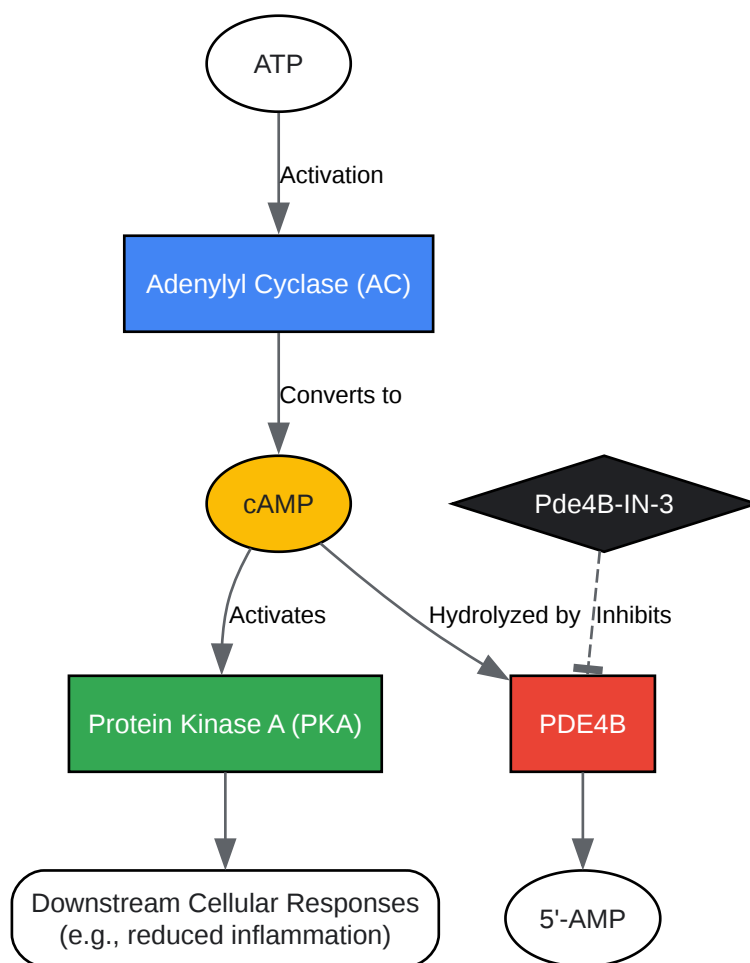 ATP
Activation
Adenylyl Cyclase (AC)
Converts to
cAMP
Pde4B-IN-3
Activates
Hydrolyzed by
Inhibits
Protein Kinase A (PKA)
PDE4B
Downstream Cellular Responses
(e.g., reduced inflammation)
5'-AMP